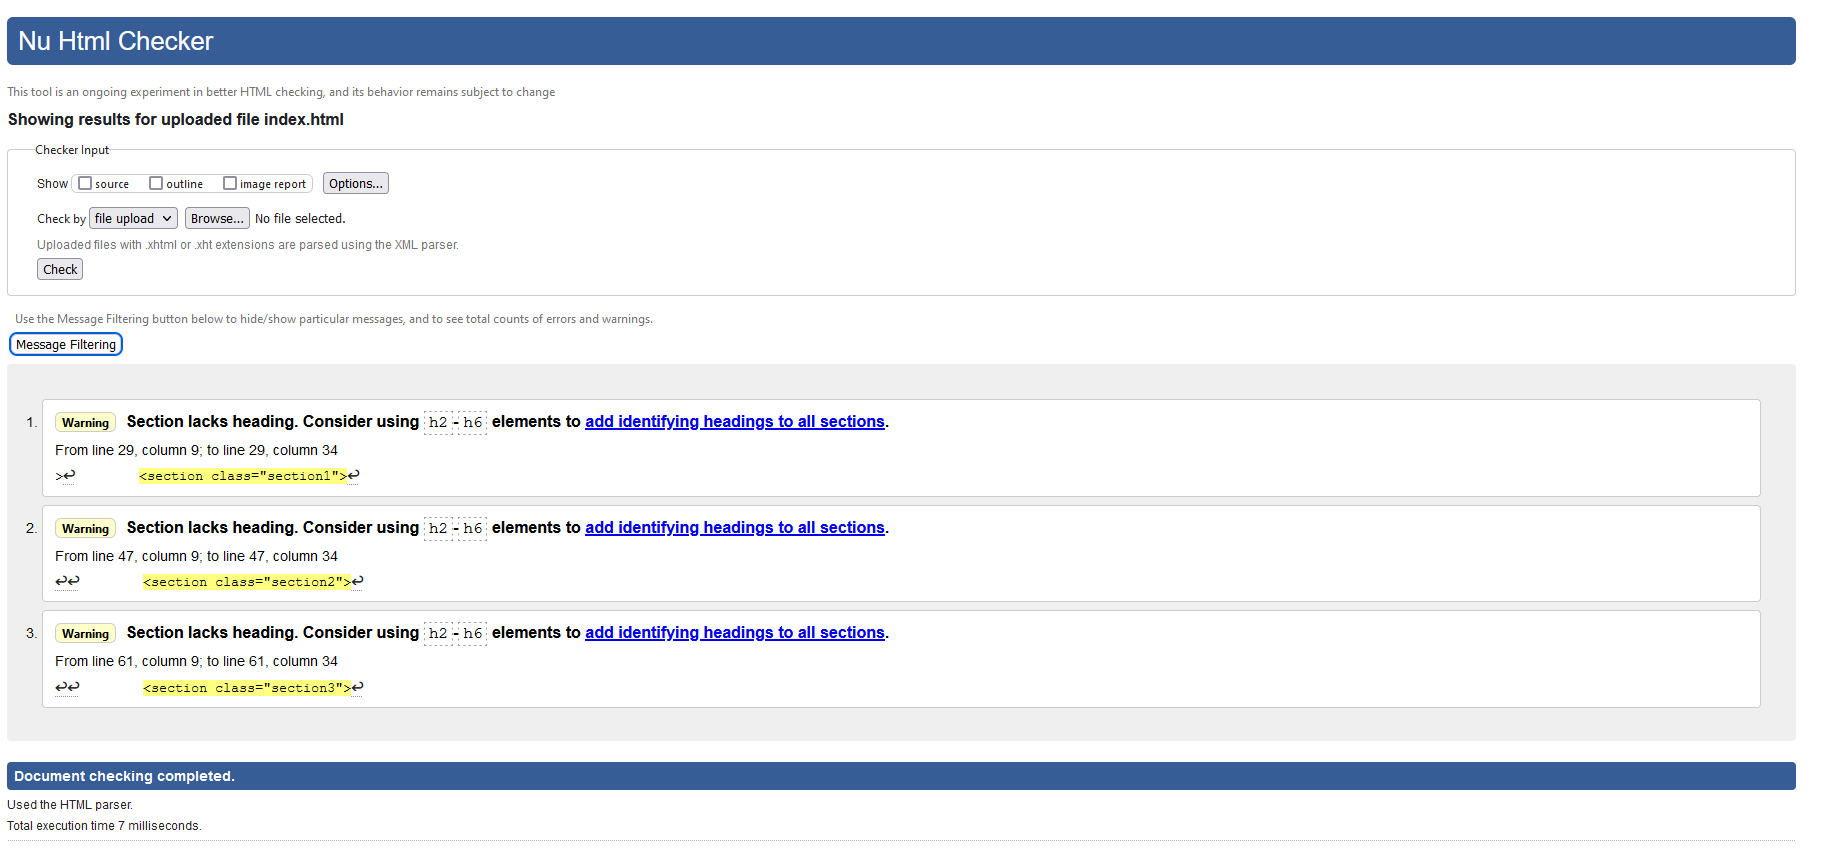 Nu Html Checker
This tool is an ongoing experiment in better HTML checking, and its behavior remains subject to change
Showing results for uploaded file index.html
Checker Input
Show source outline image report Options...
Check by file upload Browse... No file selected.
Uploaded files with .xhtml or .xht extensions are parsed using the XML parser.
Check
Use the Message Filtering button below to hide/show particular messages, and to see total counts of errors and warnings.
Message Filtering
1. Warning Section lacks heading. Consider using h2-h6 elements to add identifying headings to all sections.
From line 29, column 9; to line 29, column 34
>↩ <section class="section1">↩
2. Warning Section lacks heading. Consider using h2-h6 elements to add identifying headings to all sections.
From line 47, column 9; to line 47, column 34
↩↩ <section class="section2">↩
3. Warning Section lacks heading. Consider using h2-h6 elements to add identifying headings to all sections.
From line 61, column 9; to line 61, column 34
↩↩ <section class="section3">↩
Document checking completed.
Used the HTML parser.
Total execution time 7 milliseconds.